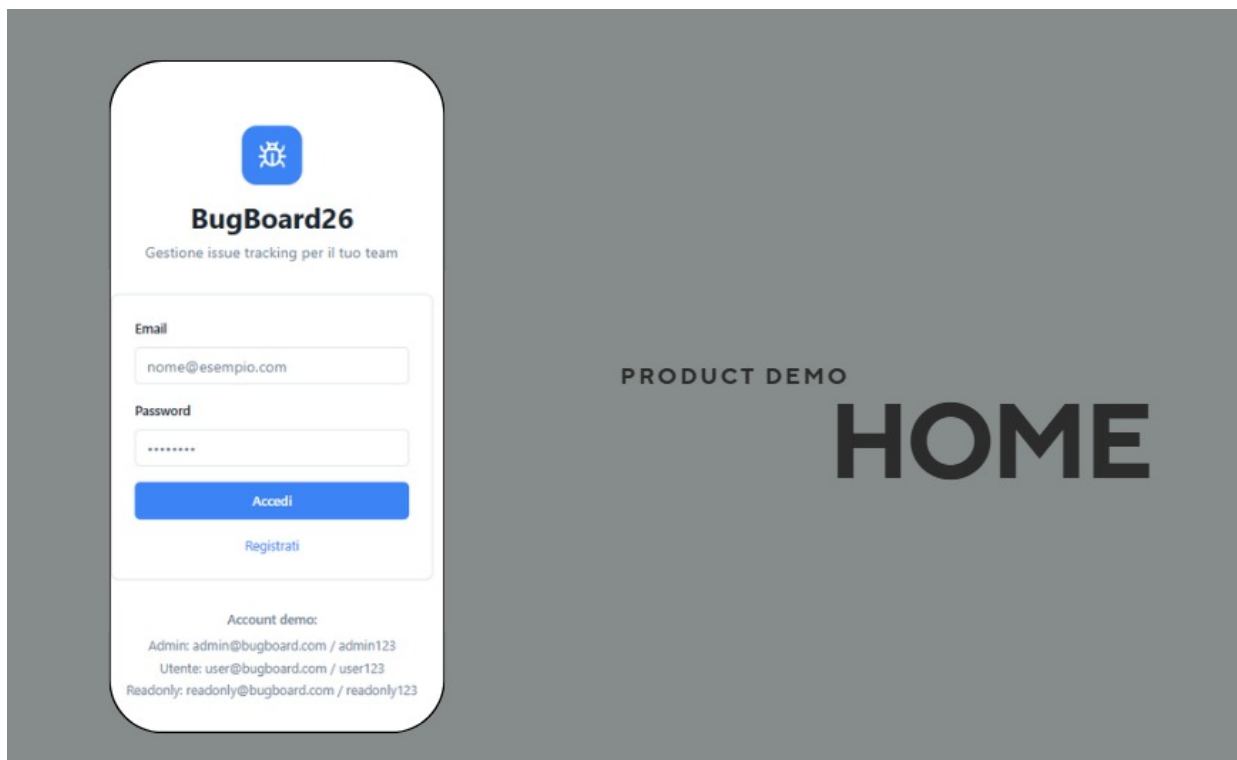 BugBoard26
Gestione issue tracking per il tuo team
Email
nome@esempio.com
Password
••••••••
Accedi
Registrati
Account demo:
Admin: admin@bugboard.com / admin123
Utente: user@bugboard.com / user123
Readonly: readonly@bugboard.com / readonly123
PRODUCT DEMO
HOME